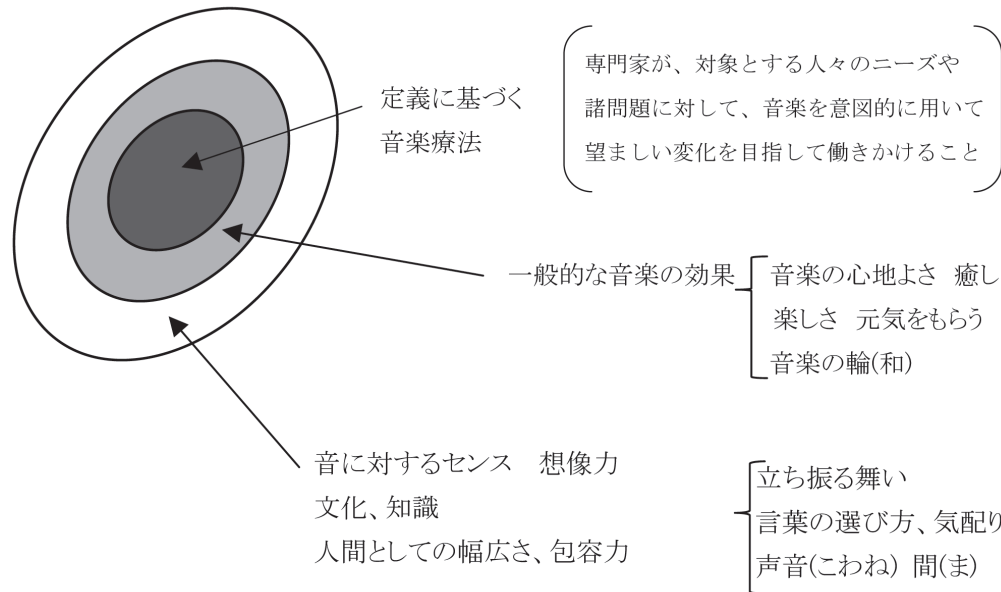 定義に基づく
音楽療法
専門家が、対象とする人々のニーズや
諸問題に対して、音楽を意図的に用いて
望ましい変化を目指して働きかけること
一般的な音楽の効果
音楽の心地よさ 癒し
楽しさ 元気をもらう
音楽の輪(和)
音に対するセンス 想像力
文化、知識
人間としての幅広さ、包容力
立ち振る舞い
言葉の選び方、気配り
声音(こわね) 間(ま)